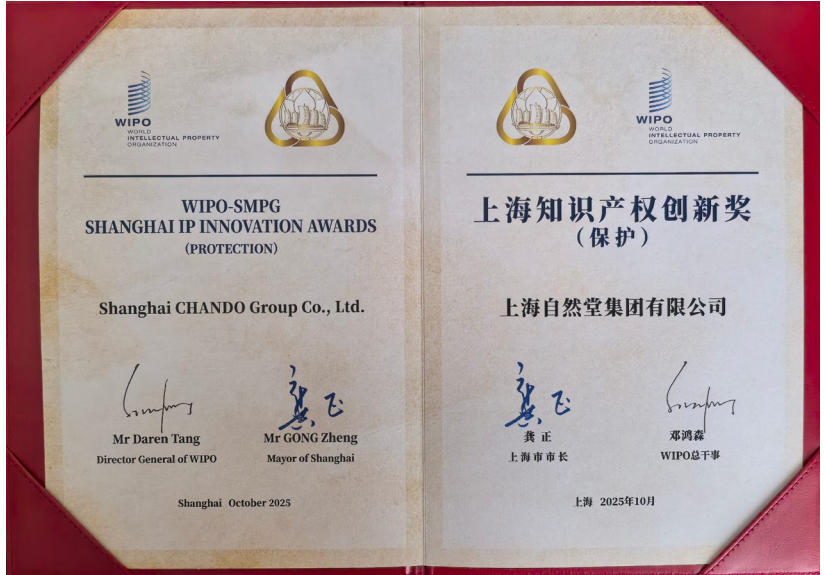 WIPO
WORLD
INTELLECTUAL PROPERTY
ORGANIZATION
WIPO-SMPG
SHANGHAI IP INNOVATION AWARDS
(PROTECTION)
Shanghai CHANDO Group Co., Ltd.
Mr Daren Tang
Director General of WIPO
Mr GONG Zheng
Mayor of Shanghai
Shanghai October 2025
WIPO
WORLD
INTELLECTUAL PROPERTY
ORGANIZATION
上海知识产权创新奖
(保护)
上海自然堂集团有限公司
龚正
龚 正
上海市市长
邓鸿森
WIPO总干事
上海 2025年10月